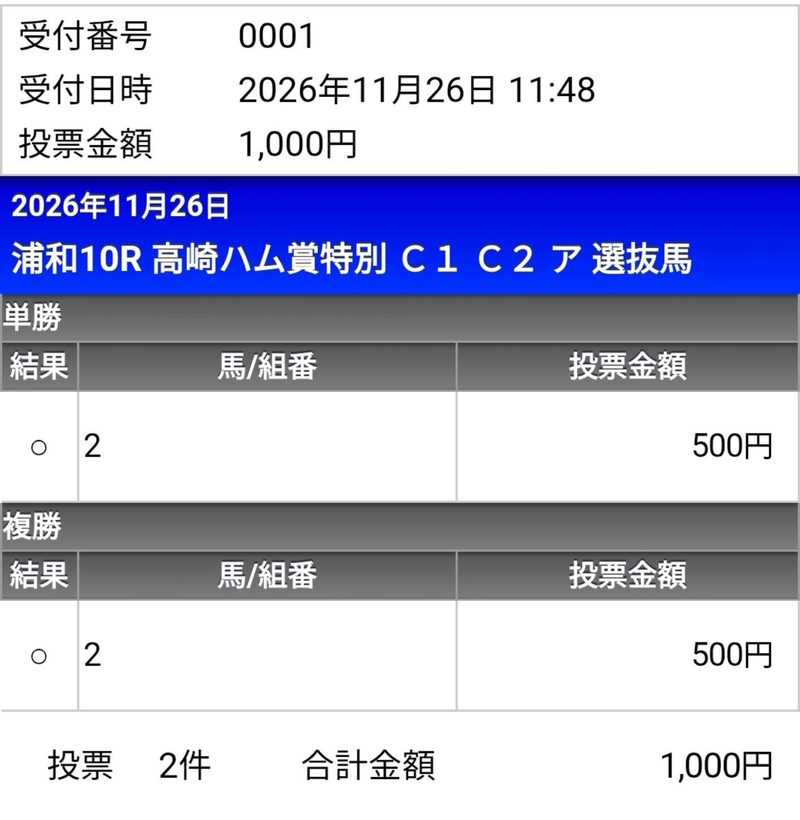 受付番号 0001
受付日時 2026年11月26日 11:48
投票金額 1,000円
2026年11月26日
浦和10R 高崎ハム賞特別 Ｃ１ Ｃ２ ア 選抜馬
単勝
結果 馬/組番 投票金額
○ 2 500円
複勝
結果 馬/組番 投票金額
○ 2 500円
投票 2件 合計金額 1,000円